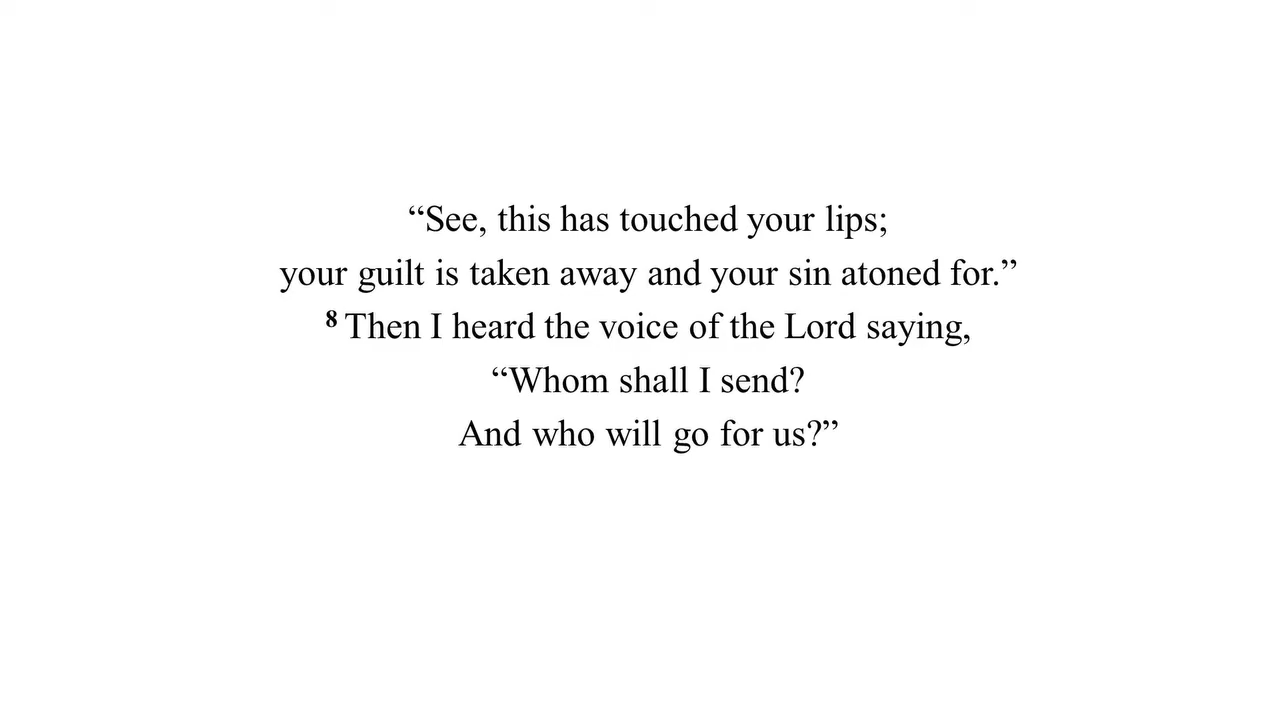 “See, this has touched your lips;
your guilt is taken away and your sin atoned for.”
8 Then I heard the voice of the Lord saying,
“Whom shall I send?
And who will go for us?”